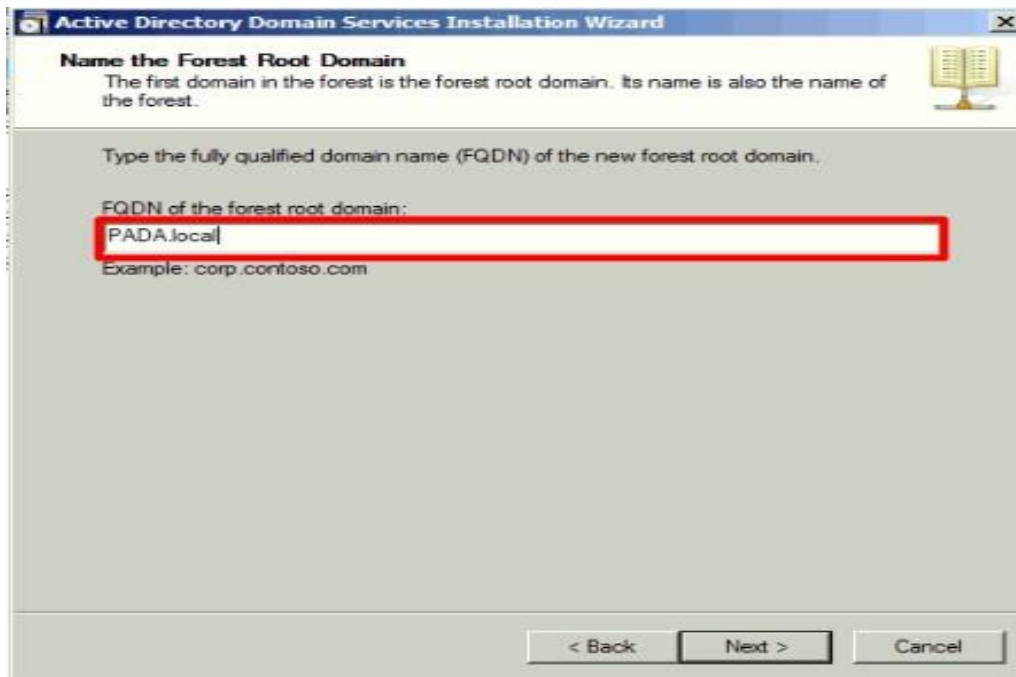 Active Directory Domain Services Installation Wizard
Name the Forest Root Domain
The first domain in the forest is the forest root domain. Its name is also the name of
the forest.
Type the fully qualified domain name (FQDN) of the new forest root domain.
FQDN of the forest root domain:
PADA.local
Example: corp.contoso.com
< Back
Next >
Cancel